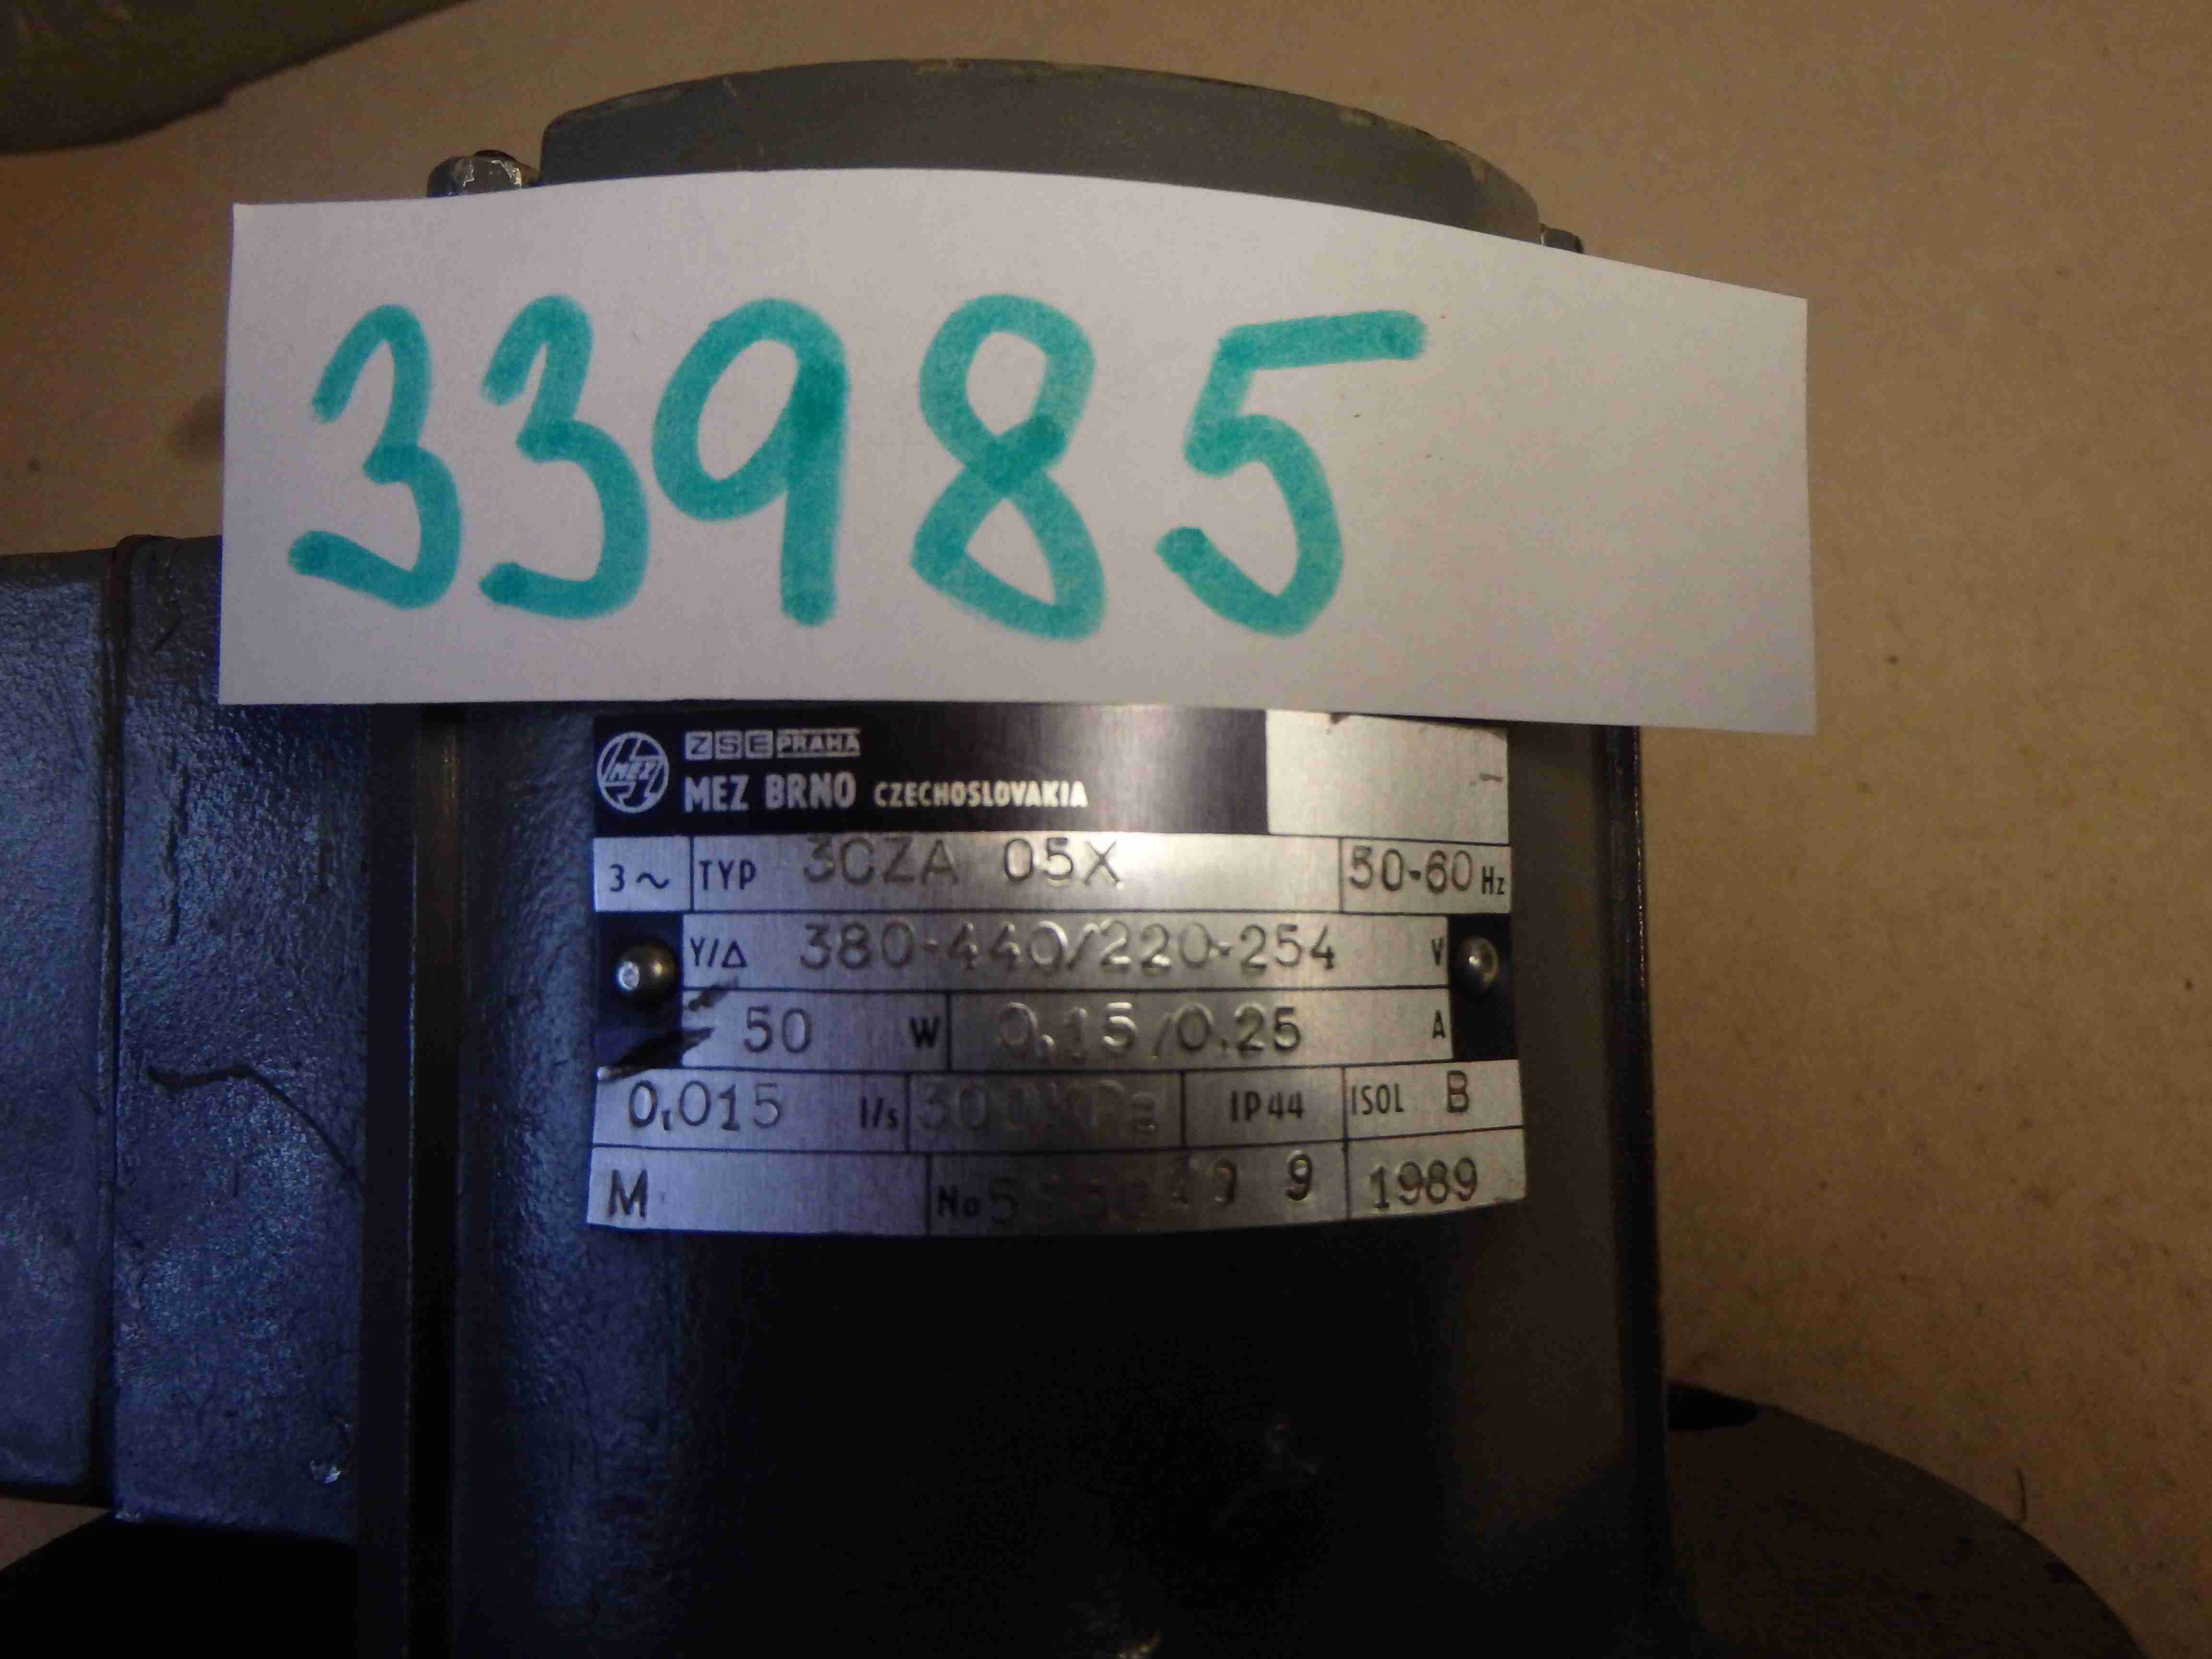 33985
MEZ
ZSE PRAHA
MEZ BRNO CZECHOSLOVAKIA
3~ TYP 3CZA 05X 50-60 Hz
Y/Δ 380-440/220-254 V
50 W 0,15/0,25 A
0,015 l/s IP44 ISOL B
M No 1989